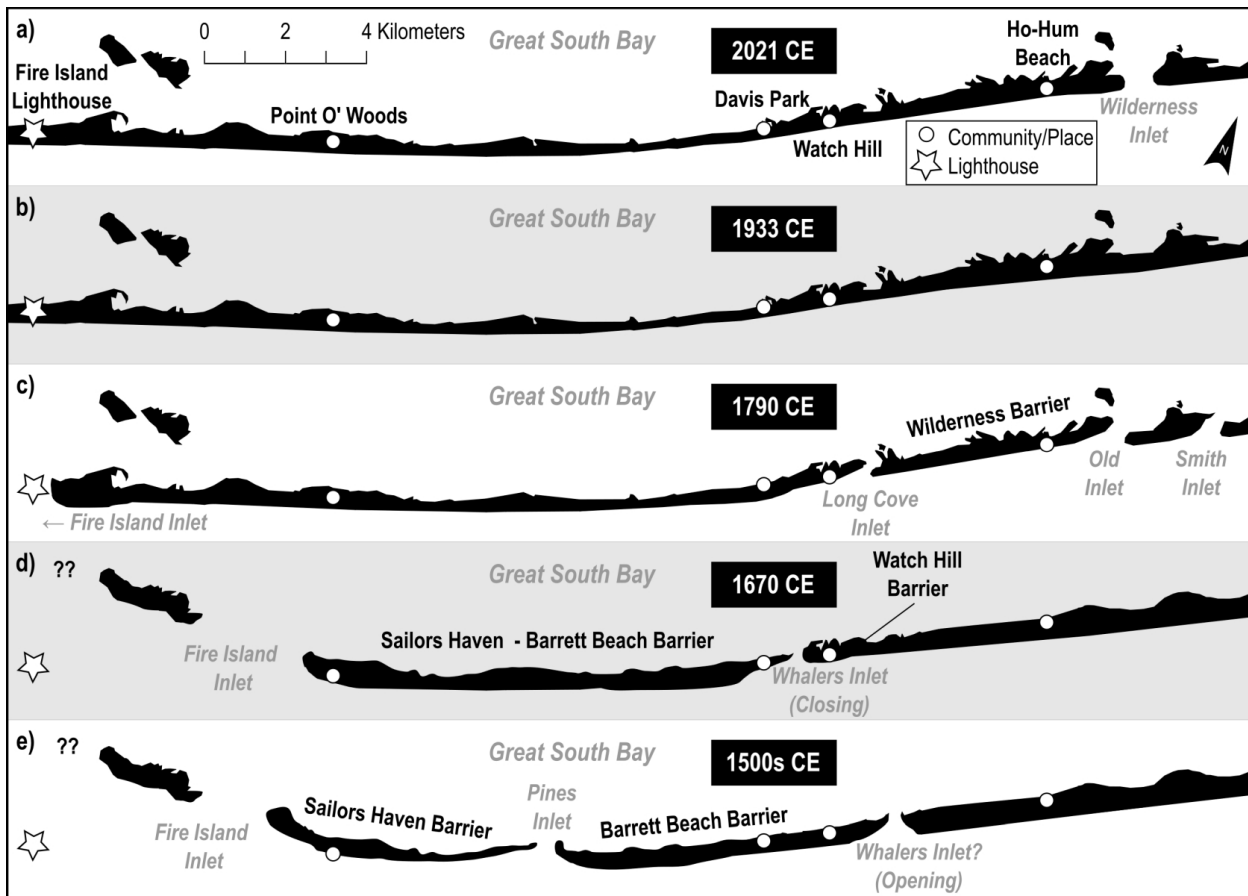 a)
0 2 4 Kilometers
Great South Bay
2021 CE
Ho-Hum
Beach
Fire Island
Lighthouse
Point O' Woods
Davis Park
Watch Hill
Wilderness
Inlet
Community/Place
Lighthouse
N
b)
Great South Bay
1933 CE
c)
Great South Bay
1790 CE
Wilderness Barrier
← Fire Island Inlet
Long Cove
Inlet
Old
Inlet
Smith
Inlet
d)
??
Great South Bay
1670 CE
Watch Hill
Barrier
Fire Island
Inlet
Sailors Haven - Barrett Beach Barrier
Whalers Inlet
(Closing)
e)
??
Great South Bay
1500s CE
Fire Island
Inlet
Sailors Haven Barrier
Pines
Inlet
Barrett Beach Barrier
Whalers Inlet?
(Opening)